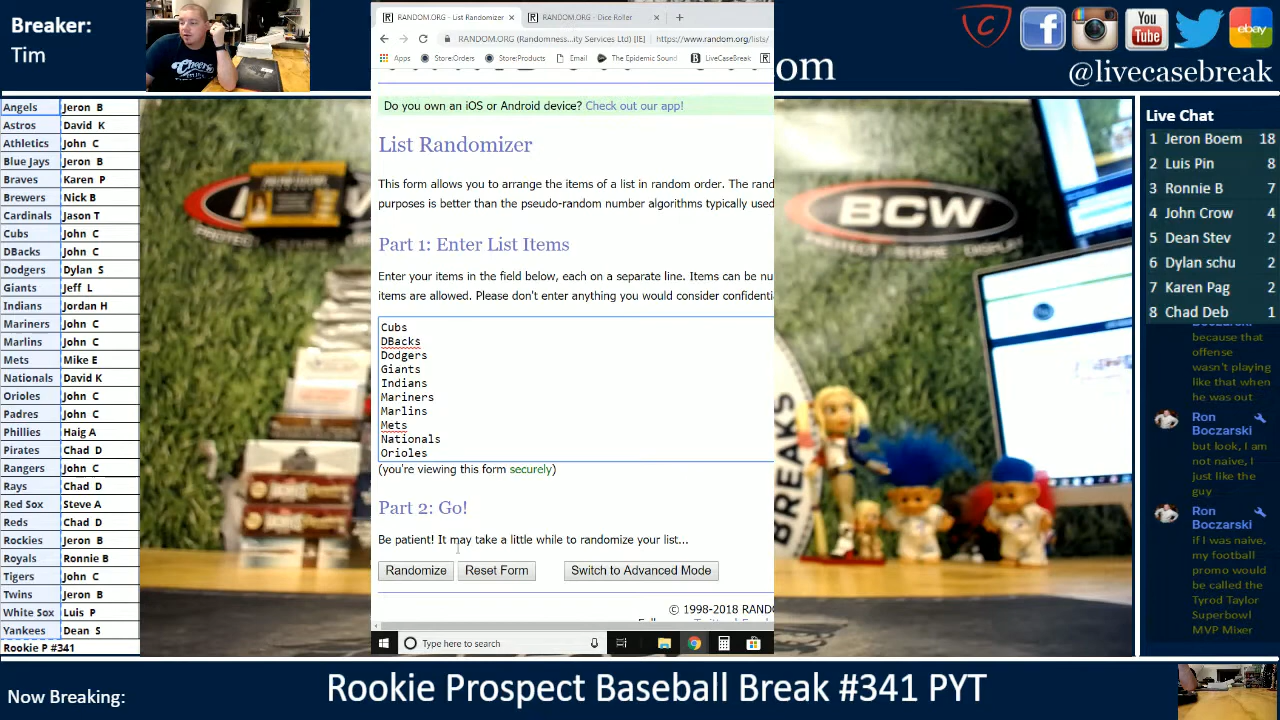 Breaker:
Tim
Angels Jeron B
Astros David K
Athletics John C
Blue Jays Jeron B
Braves Karen P
Brewers Nick B
Cardinals Jason T
Cubs John C
DBacks John C
Dodgers Dylan S
Giants Jeff L
Indians Jordan H
Mariners John C
Marlins John C
Mets Mike E
Nationals David K
Orioles John C
Padres John C
Phillies Haig A
Pirates Chad D
Rangers John C
Rays Chad D
Red Sox Steve A
Reds Chad D
Rockies Jeron B
Royals Ronnie B
Tigers John C
Twins Jeron B
White Sox Luis P
Yankees Dean S
Rookie P #341
RANDOM.ORG - List Randomizer
RANDOM.ORG - Dice Roller
RANDOM.ORG (Randomness...ity Services Ltd) [IE]
https://www.random.org/lists/
Apps Store:Orders Store:Products Email The Epidemic Sound LiveCaseBreak
Do you own an iOS or Android device? Check out our app!
List Randomizer
This form allows you to arrange the items of a list in random order. The rand
purposes is better than the pseudo-random number algorithms typically used
Part 1: Enter List Items
Enter your items in the field below, each on a separate line. Items can be nu
items are allowed. Please don't enter anything you would consider confidentia
Cubs
DBacks
Dodgers
Giants
Indians
Mariners
Marlins
Mets
Nationals
Orioles
(you're viewing this form securely)
Part 2: Go!
Be patient! It may take a little while to randomize your list...
Randomize Reset Form Switch to Advanced Mode
© 1998-2018 RANDO
Type here to search
om
You
Tube
ebay
@livecasebreak
BCW
PROTECT STORE DISPLAY
BREAKS
Live Chat
1 Jeron Boem 18
2 Luis Pin 8
3 Ronnie B 7
4 John Crow 4
5 Dean Stev 2
6 Dylan schu 2
7 Karen Pag 2
8 Chad Deb 1
Boczarski
because that
offense
wasn't playing
like that when
he was out
Ron
Boczarski
but look, I am
not naive, I
just like the
guy
Ron
Boczarski
if I was naive,
my football
promo would
be called the
Tyrod Taylor
Superbowl
MVP Mixer
Now Breaking:
Rookie Prospect Baseball Break #341 PYT